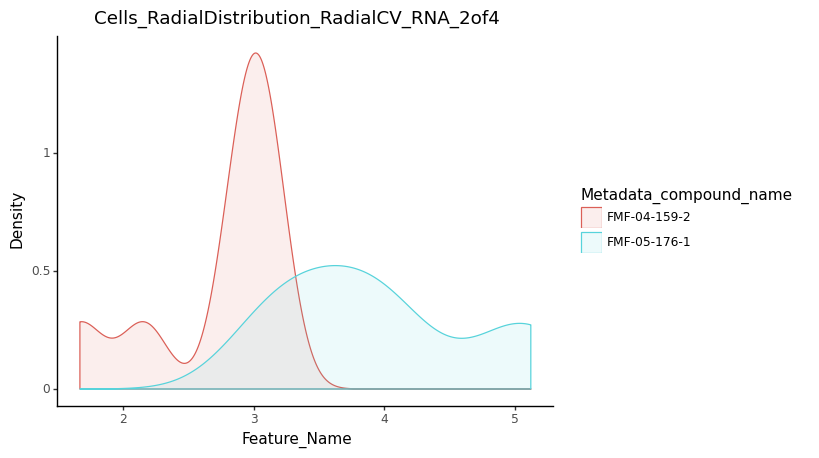 Cells_RadialDistribution_RadialCV_RNA_2of4
Density
1
0.5
0
2 3 4 5
Feature_Name
Metadata_compound_name
FMF-04-159-2
FMF-05-176-1